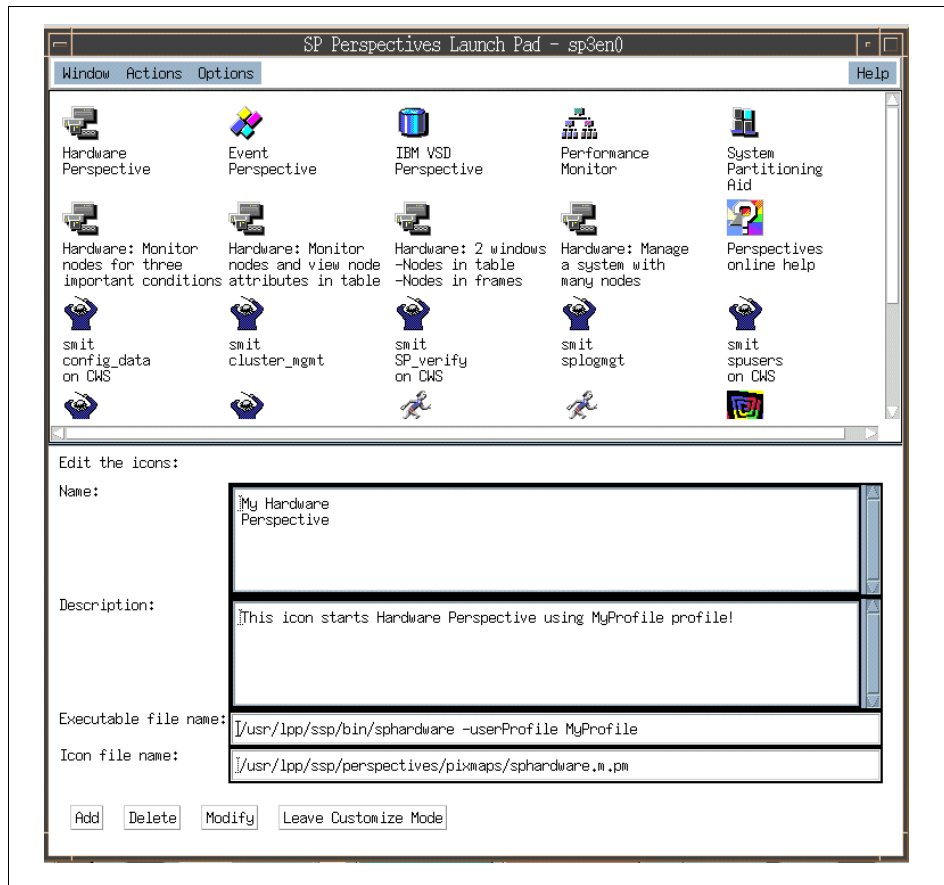 SP Perspectives Launch Pad - sp3en0
Window Actions Options Help
Hardware
Perspective
Event
Perspective
IBM VSD
Perspective
Performance
Monitor
System
Partitioning
Aid
Hardware: Monitor
nodes for three
important conditions
Hardware: Monitor
nodes and view node
attributes in table
Hardware: 2 windows
-Nodes in table
-Nodes in frames
Hardware: Manage
a system with
many nodes
Perspectives
online help
smit
config_data
on CWS
smit
cluster_mgmt
smit
SP_verify
on CWS
smit
splogmgt
smit
spusers
on CWS
Edit the icons:
Name:
My Hardware
Perspective
Description:
This icon starts Hardware Perspective using MyProfile profile!
Executable file name:
/usr/lpp/ssp/bin/sphardware -userProfile MyProfile
Icon file name:
/usr/lpp/ssp/perspectives/pixmaps/sphardware.m.pm
Add Delete Modify Leave Customize Mode